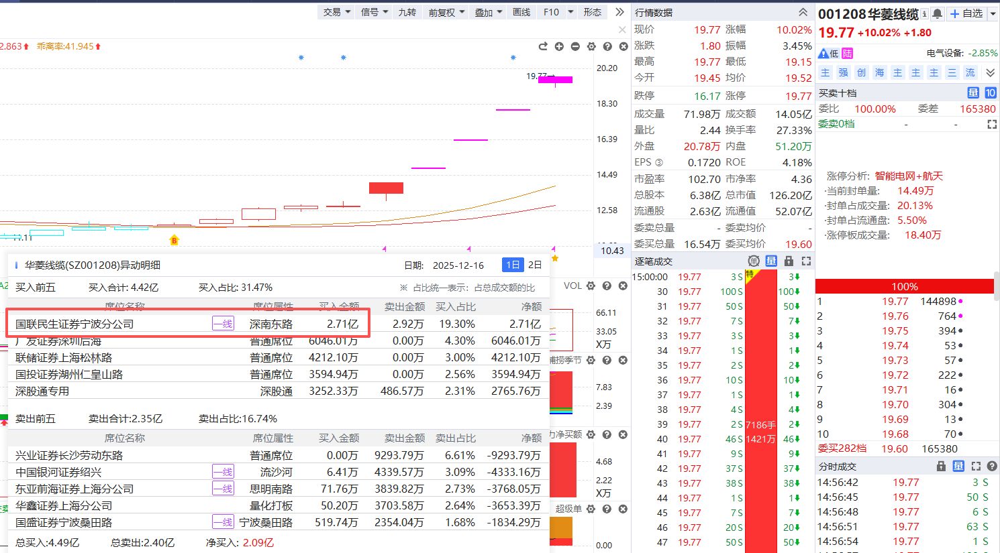 交易 信号 九转 前复权 叠加 画线 F10 形态
2.863 乖离率:41.945
20.20
19.77
18.30
16.39
14.49
12.58
11.11
B
10.43
华菱线缆(SZ001208)异动明细 日期: 2025-12-16 1日 2日
买入前五 买入合计: 4.42亿 买入占比: 31.47% ※ 占比统一表示：占总成交额的比
席位名称 席位属性 买入金额 卖出金额 买入占比 净额
国联民生证券宁波分公司 一线 深南东路 2.71亿 2.92万 19.30% 2.71亿
广发证券深圳后海 普通席位 6046.01万 0.00万 4.30% 6046.01万
联储证券上海松林路 普通席位 4212.10万 0.00万 3.00% 4212.10万
国投证券湖州仁皇山路 普通席位 3594.94万 0.00万 2.56% 3594.94万
深股通专用 深股通 3252.33万 486.57万 2.31% 2765.76万
卖出前五 卖出合计:2.35亿 卖出占比:16.74%
席位名称 席位属性 买入金额 卖出金额 卖出占比 净额
兴业证券长沙劳动东路 普通席位 0.00万 9293.79万 6.61% -9293.79万
中国银河证券绍兴 一线 流沙河 6.41万 4339.57万 3.09% -4333.16万
东亚前海证券上海分公司 一线 思明南路 71.76万 3839.82万 2.73% -3768.05万
华鑫证券上海分公司 量化打板 50.20万 3703.58万 2.64% -3653.39万
国盛证券宁波桑田路 一线 宁波桑田路 519.74万 2354.04万 1.68% -1834.29万
总买入:4.49亿 总卖出:2.40亿 净买入: 2.09亿
VOL
66.11
33.05
X万
捕捞季节
7.83
2.39
力净买额
4.68
2.22
X万
超级单
0.00
行情数据
现价 19.77 涨幅 10.02%
涨跌 1.80 振幅 3.45%
最高 19.77 最低 19.15
今开 19.45 均价 19.52
跌停 16.17 涨停 19.77
成交量 71.98万 成交额 14.05亿
量比 2.44 换手率 27.33%
外盘 20.78万 内盘 51.20万
EPS ③ 0.1720 ROE 4.18%
市盈率 102.70 市净率 4.36
总股本 6.38亿 总市值 126.20亿
流通股 2.63亿 流通值 52.07亿
委卖总量 - 委卖均价 -
委买总量 16.54万 委买均价 19.60
逐笔成交 单 量
15:00:00 19.77 3 S 特 3
30 19.77 100 S 100
31 19.77 50 S 50
32 19.77 7 S 7
33 19.77 3 S 3
34 19.77 1 S 1
35 19.77 2 S 2
36 19.77 10 S 10
37 19.77 1 S 1
38 19.77 4 S 4
39 19.77 2 S 7186手 2
40 19.77 46 S 1421万 46
41 19.77 9 S 9
42 19.77 37 S 37
43 19.77 38 S 38
44 19.77 1 S 1
45 19.77 7 S 7
46 19.77 20 S 20
47 19.77 50 S 50
001208华菱线缆 自选
19.77 +10.02% +1.80
低 陆 电气设备: -2.85%
主 强 创 海 主 主 主 三 流
买卖十档 量 10
委比 100.00% 委差 165380
委卖0档 - -
涨停分析: 智能电网+航天
·当前封单量: 14.49万
·封单占成交量: 20.13%
·封单占流通盘: 5.50%
·涨停板成交量: 18.40万
100%
1 19.77 144898
2 19.76 764
3 19.75 394
4 19.74 53
5 19.73 57
6 19.72 222
7 19.71 16
8 19.70 304
9 19.69 13
10 19.68 70
委买282档 19.60 165380
分时成交 量
14:56:42 19.77 3 S
14:56:45 19.77 50 S
14:56:48 19.77 6 S
14:56:51 19.77 63 S
14:56:54 19.77 1 S